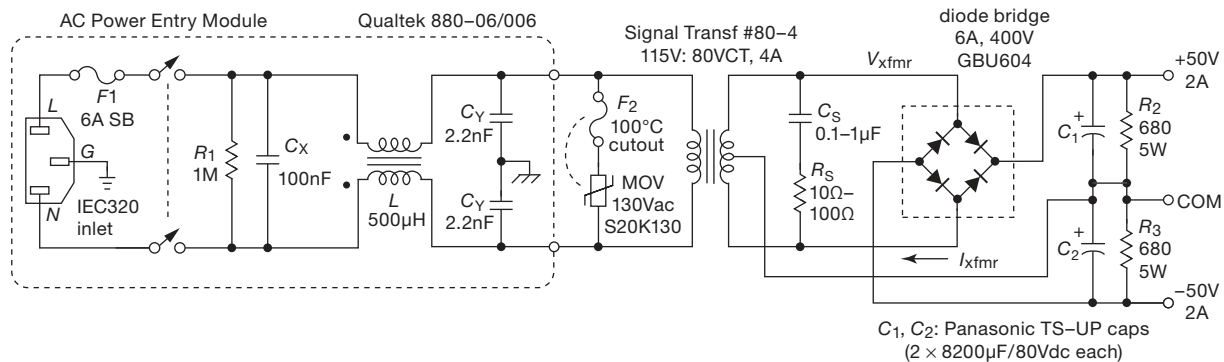 AC Power Entry Module
Qualtek 880–06/006
Signal Transf #80–4
115V: 80VCT, 4A
diode bridge
6A, 400V
GBU604
Vxfmr
+50V
2A
L
F1
6A SB
G
N
IEC320
inlet
R1
1M
CX
100nF
L
500µH
CY
2.2nF
CY
2.2nF
F2
100°C
cutout
MOV
130Vac
S20K130
CS
0.1–1µF
RS
10Ω–
100Ω
Ixfmr
+
C1
R2
680
5W
COM
+
C2
R3
680
5W
–50V
2A
C1, C2: Panasonic TS–UP caps
(2 × 8200µF/80Vdc each)